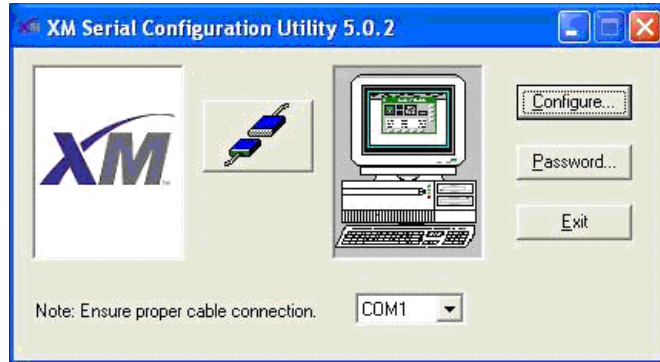 XM Serial Configuration Utility 5.0.2
XM
Configure...
Password...
Exit
Note: Ensure proper cable connection.
COM1